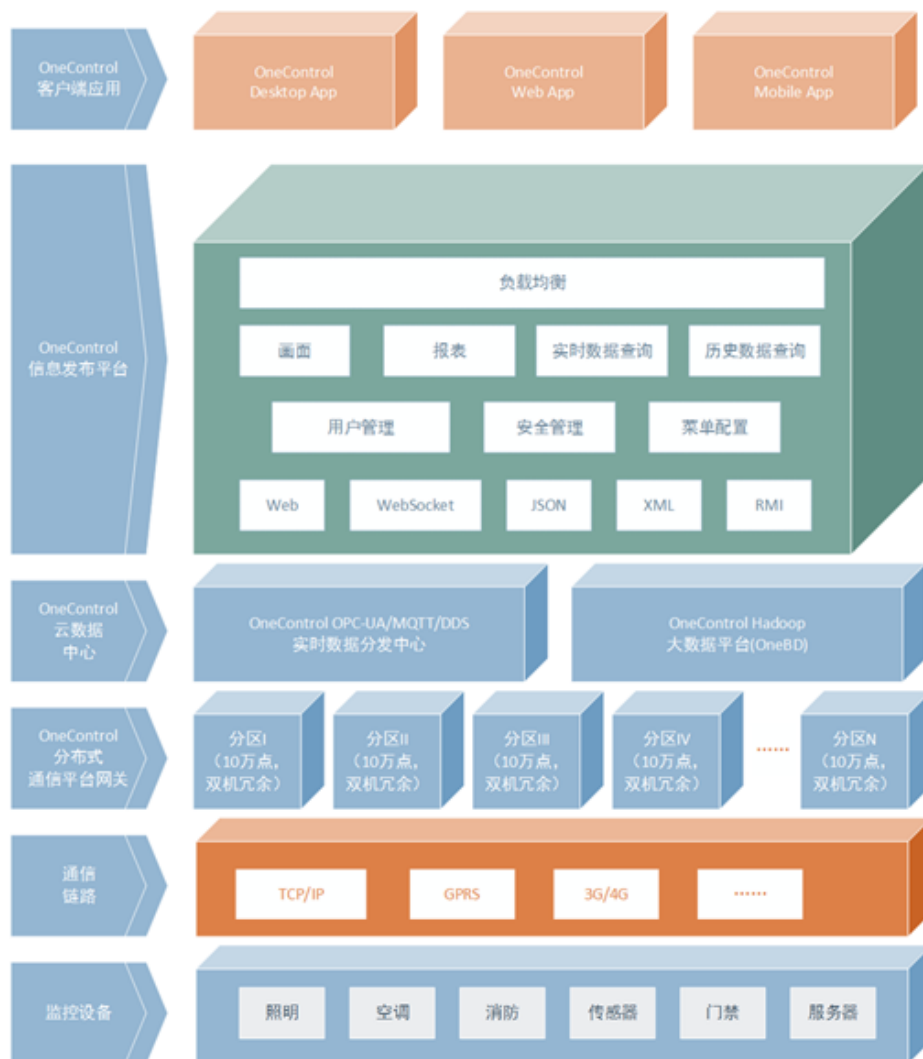 OneControl
客户端应用
OneControl
Desktop App
OneControl
Web App
OneControl
Mobile App
OneControl
信息发布平台
负载均衡
画面
报表
实时数据查询
历史数据查询
用户管理
安全管理
菜单配置
Web
WebSocket
JSON
XML
RMI
OneControl
云数据
中心
OneControl OPC-UA/MQTT/DDS
实时数据分发中心
OneControl Hadoop
大数据平台(OneBD)
OneControl
分布式
通信平台网关
分区I
（10万点,
双机冗余）
分区II
（10万点,
双机冗余）
分区III
（10万点,
双机冗余）
分区IV
（10万点,
双机冗余）
……
分区N
（10万点,
双机冗余）
通信
链路
TCP/IP
GPRS
3G/4G
……
监控设备
照明
空调
消防
传感器
门禁
服务器